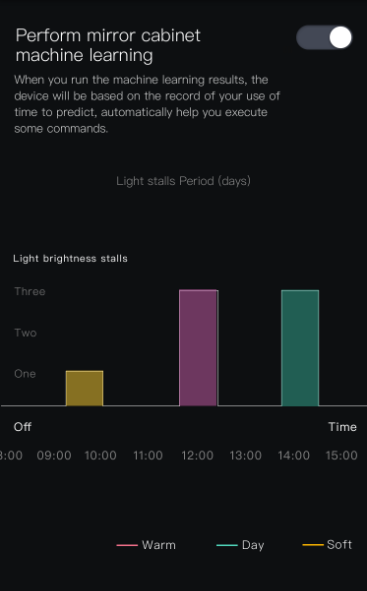 Perform mirror cabinet
machine learning
When you run the machine learning results, the
device will be based on the record of your use of
time to predict, automatically help you execute
some commands.
Light stalls Period (days)
Light brightness stalls
Three
Two
One
Off Time
:00 09:00 10:00 11:00 12:00 13:00 14:00 15:00
Warm Day Soft